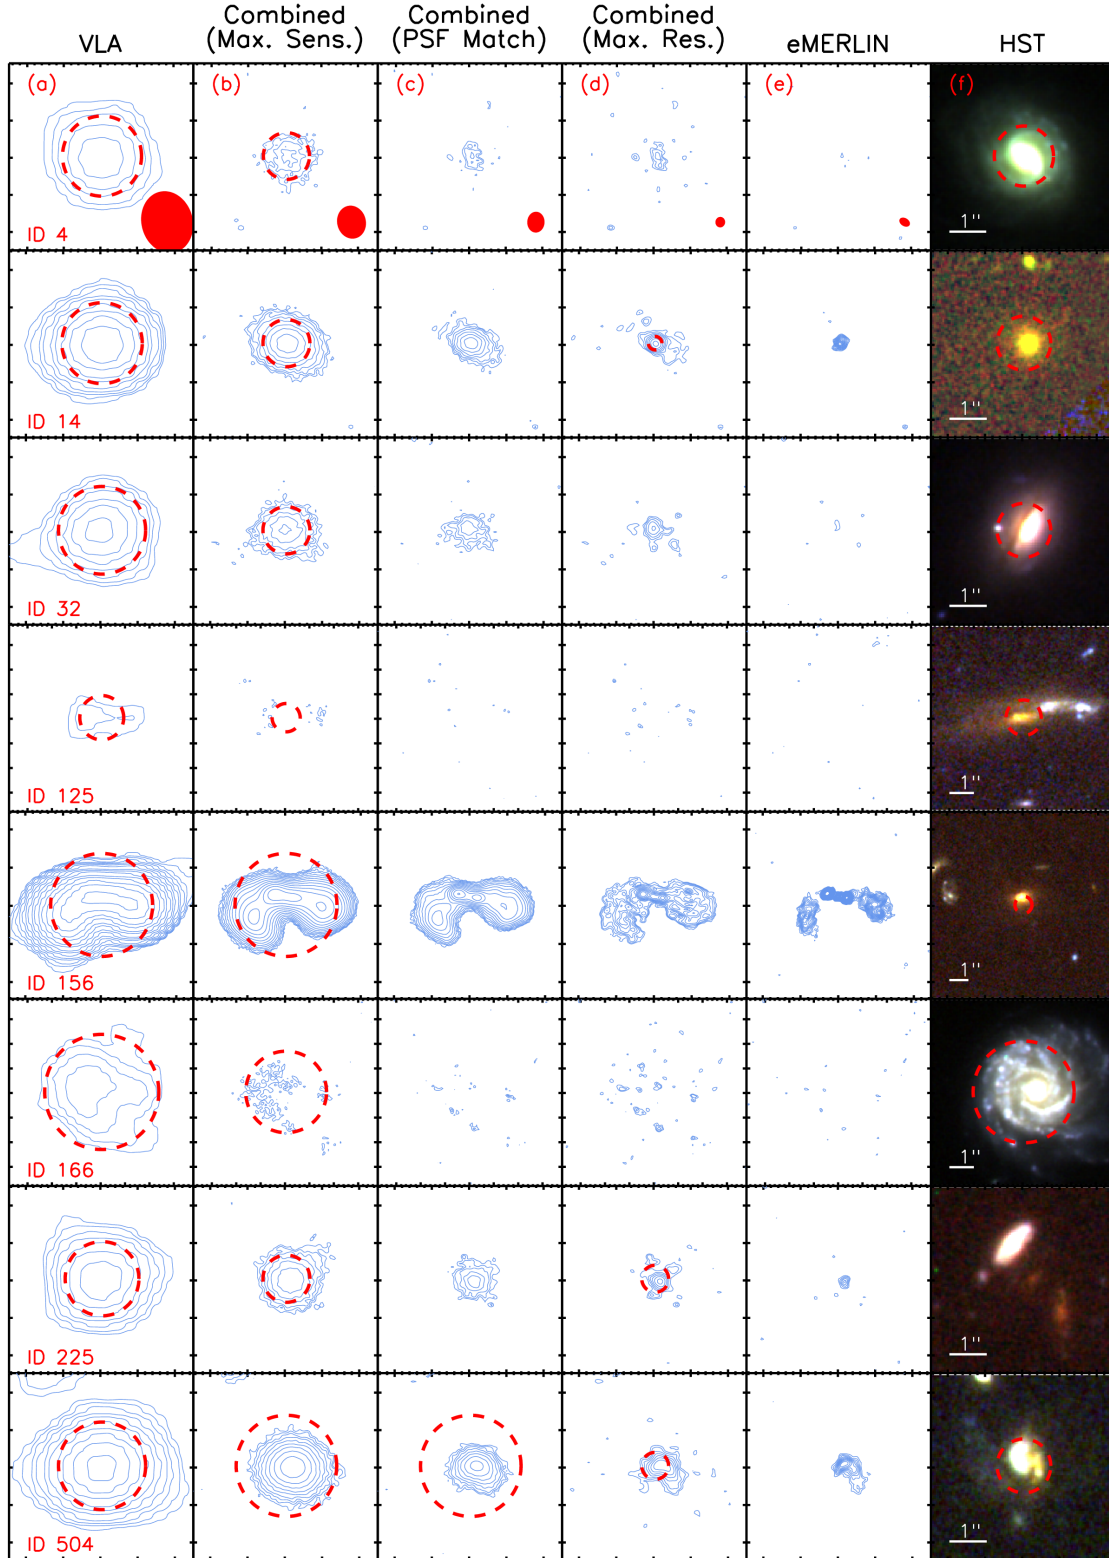 VLA
Combined
(Max. Sens.)
Combined
(PSF Match)
Combined
(Max. Res.)
eMERLIN
HST
(a)
(b)
(c)
(d)
(e)
(f)
ID 4
1''
ID 14
1''
ID 32
1''
ID 125
1''
ID 156
1''
ID 166
1''
ID 225
1''
ID 504
1''